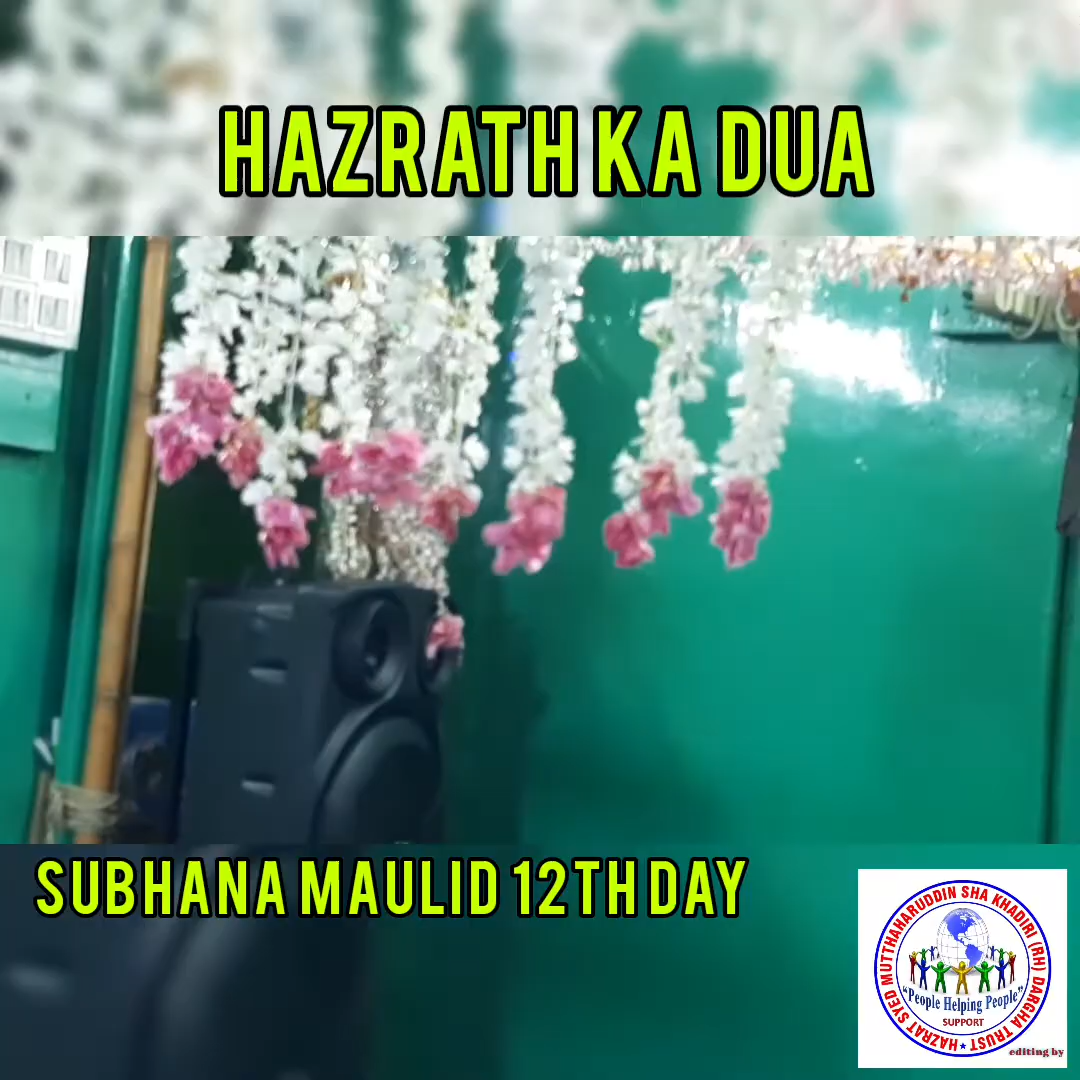 HAZRATH KA DUA
SUBHANA MAULID 12TH DAY
HAZRAT SYED MUTTHAHARUDDIN SHA KHADIRI (RH) DARGHA TRUST
"People Helping People"
SUPPORT
editing by